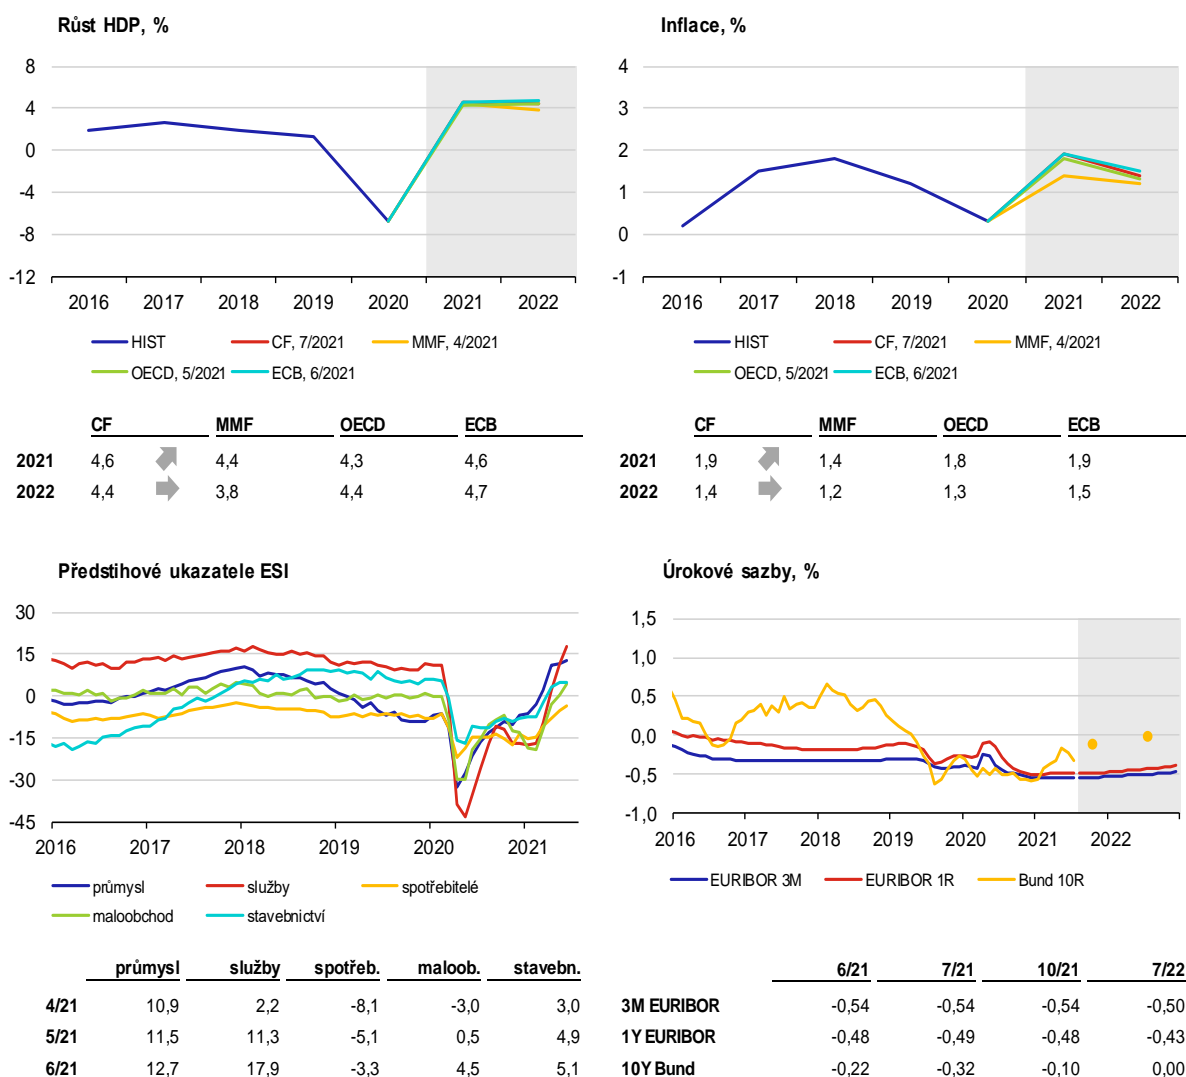 Růst HDP, %
8
4
0
-4
-8
-12
2016 2017 2018 2019 2020 2021 2022
HIST CF, 7/2021 MMF, 4/2021
OECD, 5/2021 ECB, 6/2021
CF MMF OECD ECB
2021 4,6 4,4 4,3 4,6
2022 4,4 3,8 4,4 4,7
Inflace, %
4
3
2
1
0
-1
2016 2017 2018 2019 2020 2021 2022
HIST CF, 7/2021 MMF, 4/2021
OECD, 5/2021 ECB, 6/2021
CF MMF OECD ECB
2021 1,9 1,4 1,8 1,9
2022 1,4 1,2 1,3 1,5
Předstihové ukazatele ESI
30
15
0
-15
-30
-45
2016 2017 2018 2019 2020 2021
průmysl služby spotřebitelé
maloobchod stavebnictví
průmysl služby spotřeb. maloob. stavebn.
4/21 10,9 2,2 -8,1 -3,0 3,0
5/21 11,5 11,3 -5,1 0,5 4,9
6/21 12,7 17,9 -3,3 4,5 5,1
Úrokové sazby, %
1,5
1,0
0,5
0,0
-0,5
-1,0
2016 2017 2018 2019 2020 2021 2022
EURIBOR 3M EURIBOR 1R Bund 10R
6/21 7/21 10/21 7/22
3M EURIBOR -0,54 -0,54 -0,54 -0,50
1Y EURIBOR -0,48 -0,49 -0,48 -0,43
10Y Bund -0,22 -0,32 -0,10 0,00